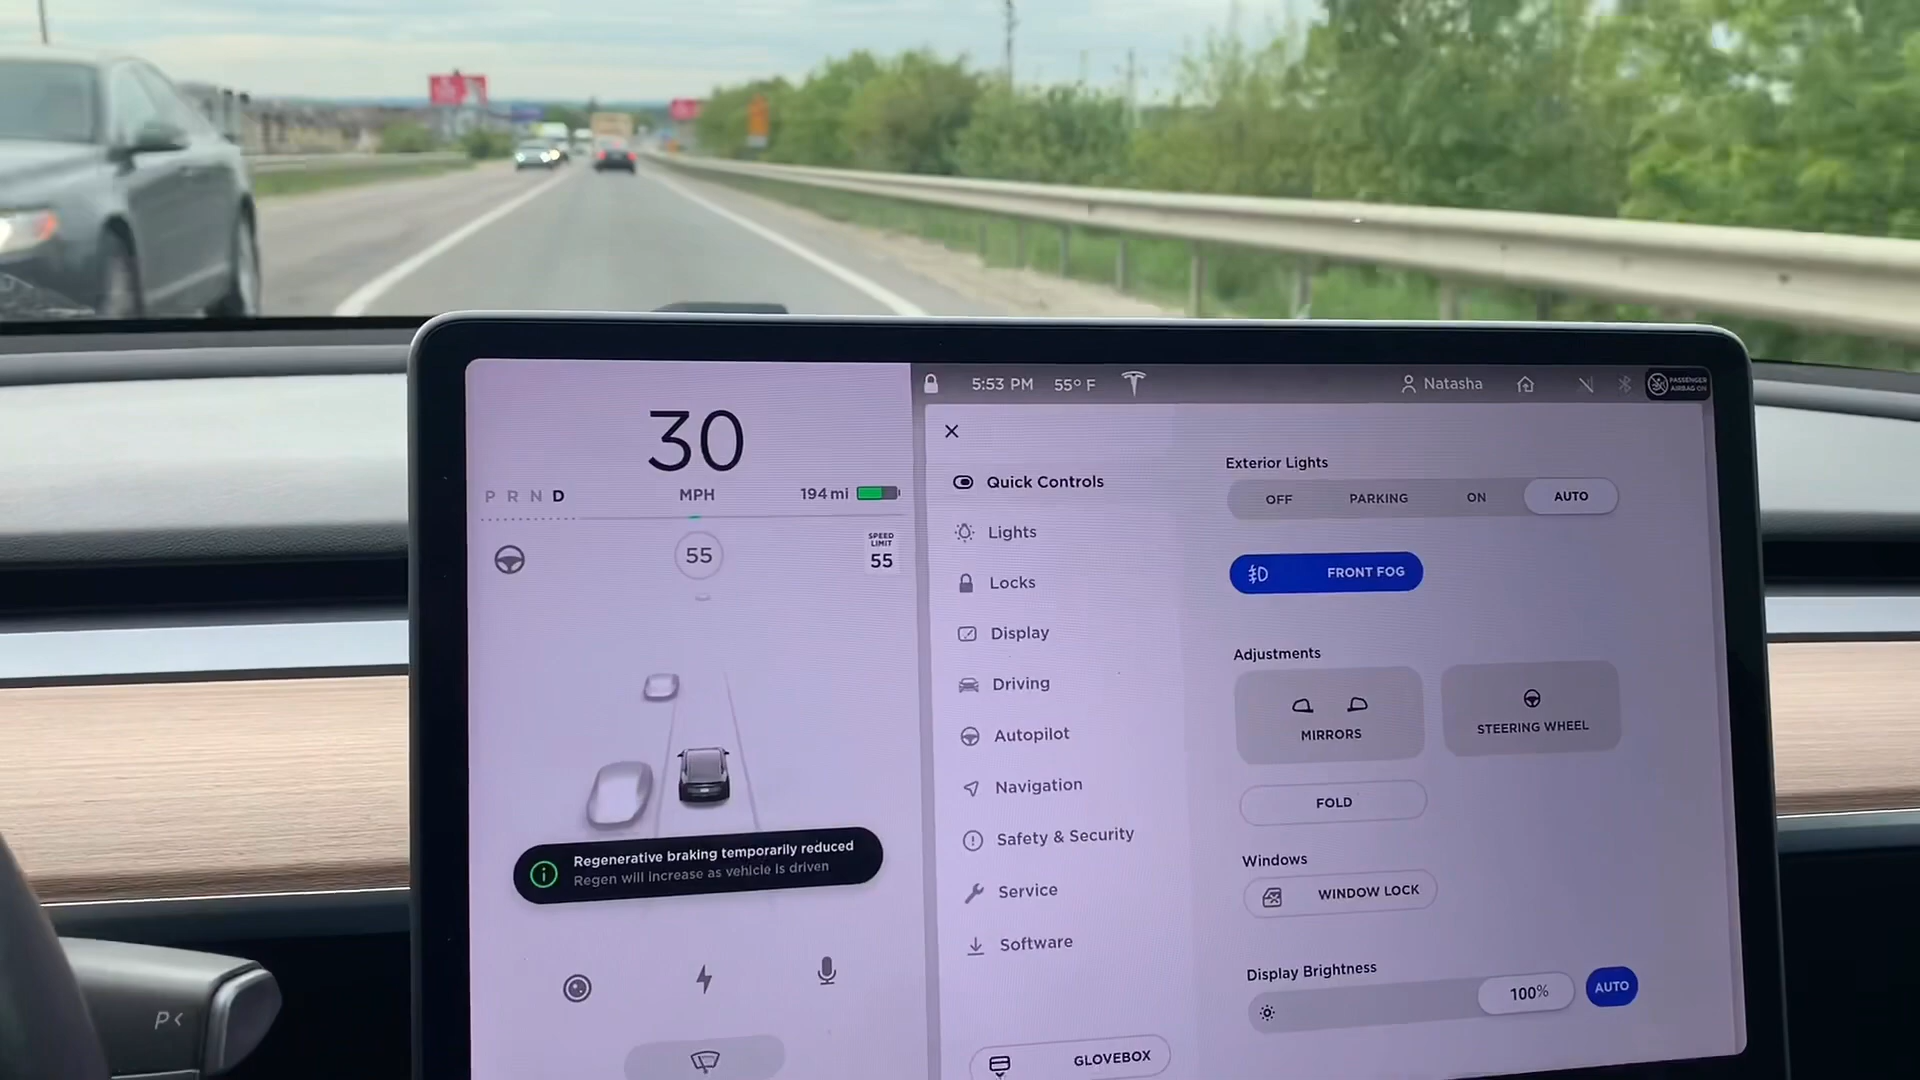 30
P R N D
MPH
194 mi
55
SPEED
LIMIT
55
Regenerative braking temporarily reduced
Regen will increase as vehicle is driven
5:53 PM 55° F
Natasha
PASSENGER
AIRBAG ON
Quick Controls
Lights
Locks
Display
Driving
Autopilot
Navigation
Safety & Security
Service
Software
GLOVEBOX
Exterior Lights
OFF PARKING ON AUTO
FRONT FOG
Adjustments
MIRRORS
STEERING WHEEL
FOLD
Windows
WINDOW LOCK
Display Brightness
100% AUTO
P<